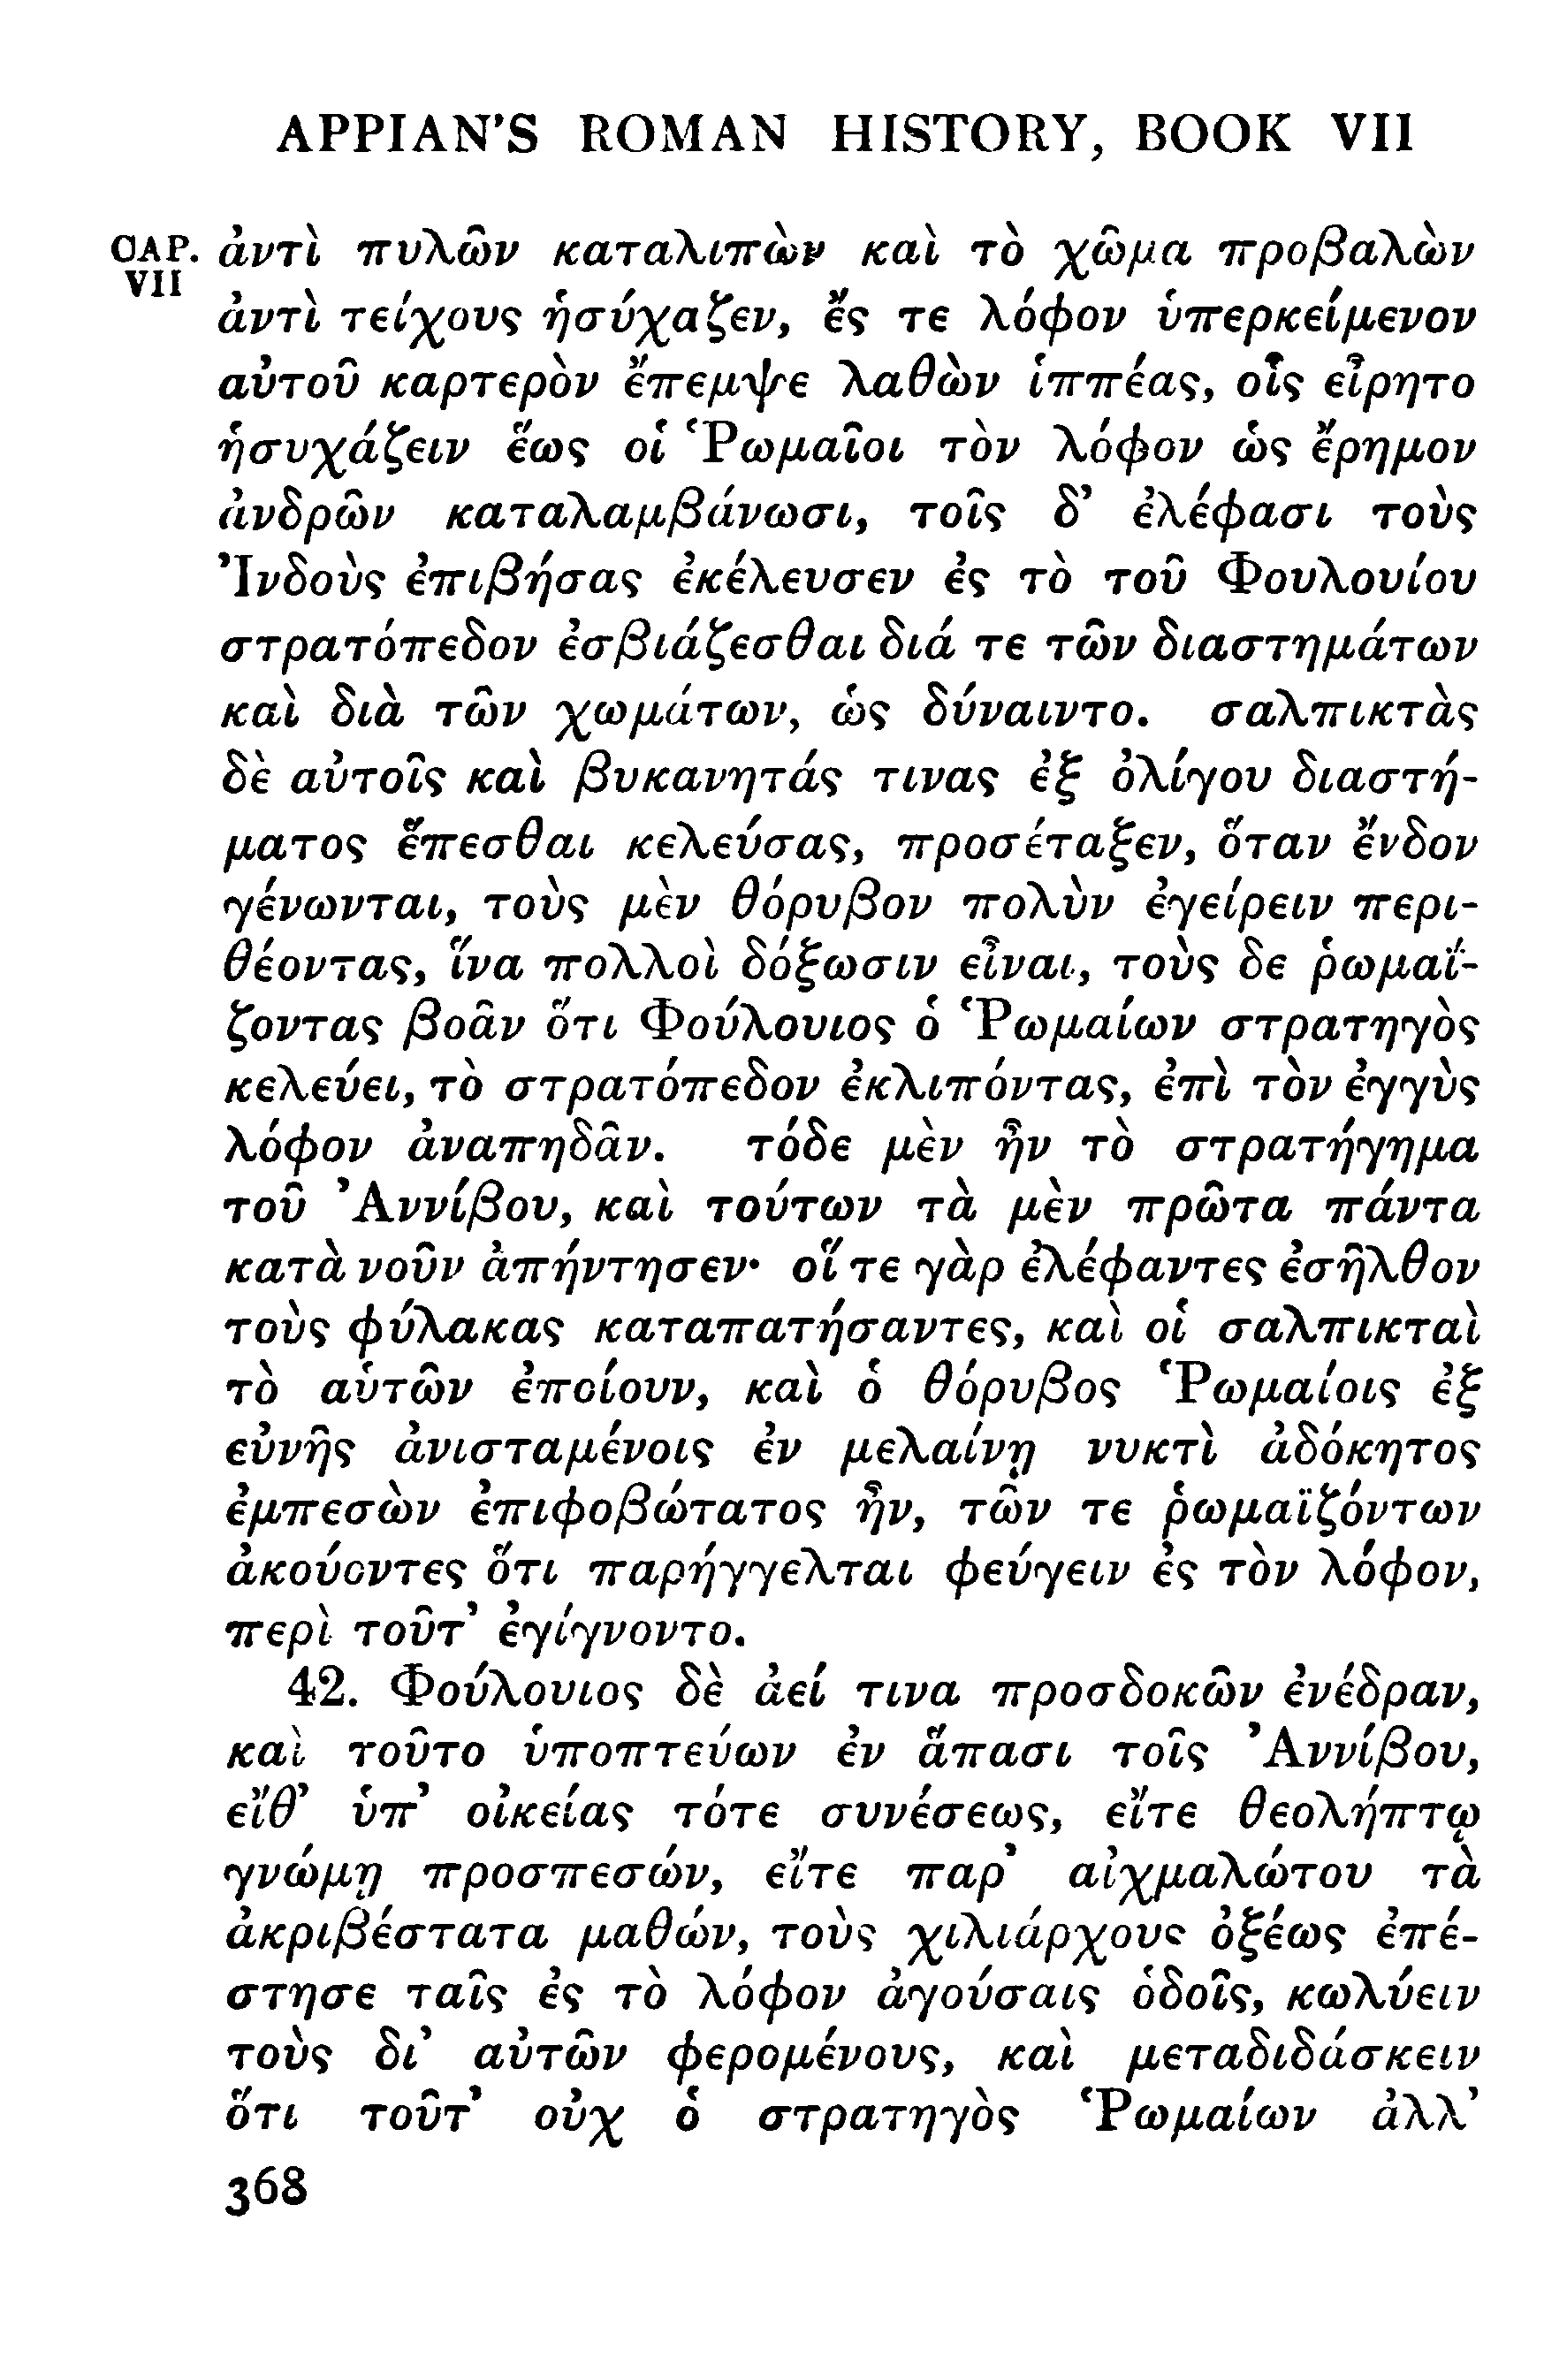 APPIAN'S ROMAN HISTORY, BOOK VII
CAP. ἀντὶ πυλῶν καταλιπὼν καὶ τὸ χῶμα προβαλὼν
VII
ἀντὶ τείχους ἡσύχαζεν, ἔς τε λόφον ὑπερκείμενον
αὐτοῦ καρτερὸν ἔπεμψε λαθὼν ἱππέας, οἷς εἴρητο
ἡσυχάζειν ἕως οἱ Ῥωμαῖοι τὸν λόφον ὡς ἔρημον
ἀνδρῶν καταλαμβάνωσι, τοῖς δ' ἐλέφασι τοὺς
Ἰνδοὺς ἐπιβήσας ἐκέλευσεν ἐς τὸ τοῦ Φουλουίου
στρατόπεδον ἐσβιάζεσθαι διά τε τῶν διαστημάτων
καὶ διὰ τῶν χωμάτων, ὡς δύναιντο. σαλπικτὰς
δὲ αὐτοῖς καὶ βυκανητάς τινας ἐξ ὀλίγου διαστή-
ματος ἕπεσθαι κελεύσας, προσέταξεν, ὅταν ἔνδον
γένωνται, τοὺς μὲν θόρυβον πολὺν ἐγείρειν περι-
θέοντας, ἵνα πολλοὶ δόξωσιν εἶναι, τοὺς δε ῥωμαΐ-
ζοντας βοᾶν ὅτι Φούλουιος ὁ Ῥωμαίων στρατηγὸς
κελεύει, τὸ στρατόπεδον ἐκλιπόντας, ἐπὶ τὸν ἐγγὺς
λόφον ἀναπηδᾶν. τόδε μὲν ἦν τὸ στρατήγημα
τοῦ Ἀννίβου, καὶ τούτων τὰ μὲν πρῶτα πάντα
κατὰ νοῦν ἀπήντησεν· οἵ τε γὰρ ἐλέφαντες ἐσῆλθον
τοὺς φύλακας καταπατήσαντες, καὶ οἱ σαλπικταὶ
τὸ αὑτῶν ἐποίουν, καὶ ὁ θόρυβος Ῥωμαίοις ἐξ
εὐνῆς ἀνισταμένοις ἐν μελαίνῃ νυκτὶ ἀδόκητος
ἐμπεσὼν ἐπιφοβώτατος ἦν, τῶν τε ῥωμαϊζόντων
ἀκούοντες ὅτι παρήγγελται φεύγειν ἐς τὸν λόφον,
περὶ τοῦτ' ἐγίγνοντο.
42. Φούλουιος δὲ ἀεί τινα προσδοκῶν ἐνέδραν,
καὶ τοῦτο ὑποπτεύων ἐν ἅπασι τοῖς Ἀννίβου,
εἴθ' ὑπ' οἰκείας τότε συνέσεως, εἴτε θεολήπτῳ
γνώμῃ προσπεσών, εἴτε παρ' αἰχμαλώτου τὰ
ἀκριβέστατα μαθών, τοὺς χιλιάρχους ὀξέως ἐπέ-
στησε ταῖς ἐς τὸ λόφον ἀγούσαις ὁδοῖς, κωλύειν
τοὺς δι' αὐτῶν φερομένους, καὶ μεταδιδάσκειν
ὅτι τοῦτ' οὐχ ὁ στρατηγὸς Ῥωμαίων ἀλλ'
368